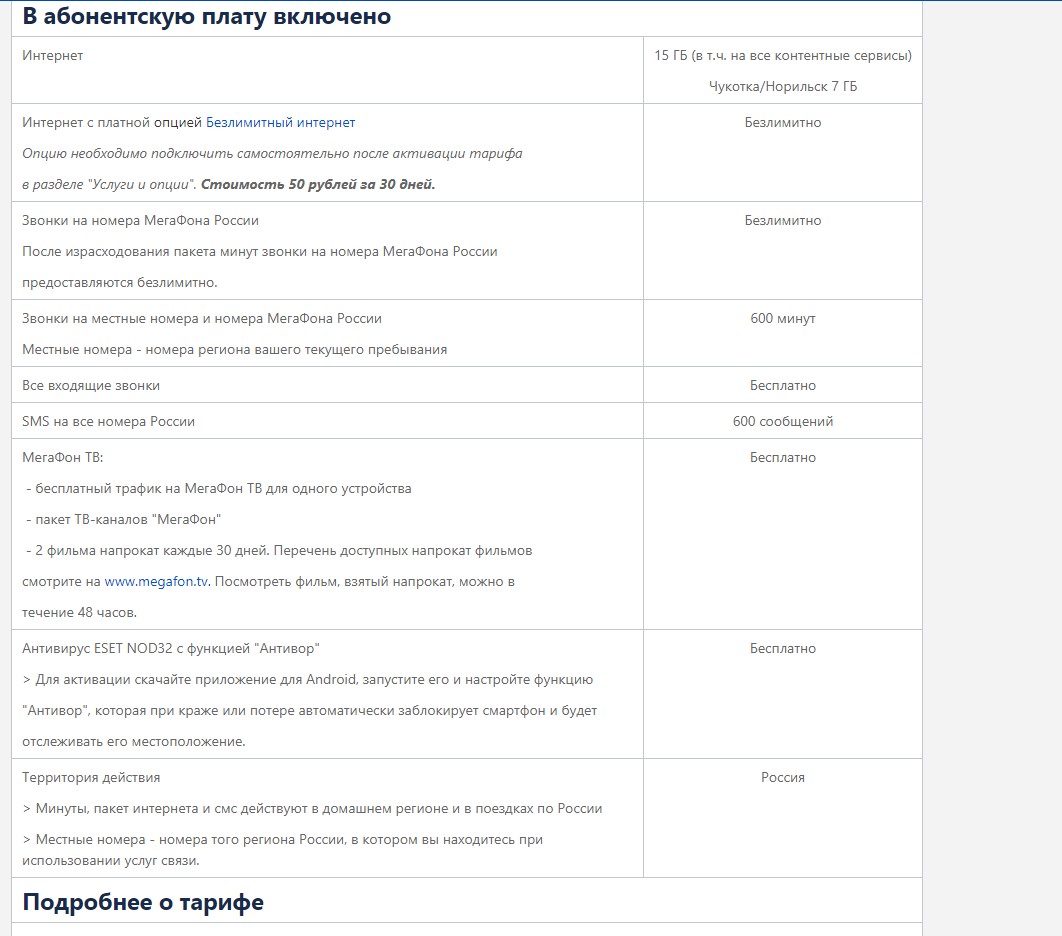 В абонентскую плату включено
Интернет
15 ГБ (в т.ч. на все контентные сервисы)
Чукотка/Норильск 7 ГБ
Интернет с платной опцией Безлимитный интернет
Безлимитно
Опцию необходимо подключить самостоятельно после активации тарифа
в разделе "Услуги и опции". Стоимость 50 рублей за 30 дней.
Звонки на номера МегаФона России
Безлимитно
После израсходования пакета минут звонки на номера МегаФона России
предоставляются безлимитно.
Звонки на местные номера и номера МегаФона России
600 минут
Местные номера - номера региона вашего текущего пребывания
Все входящие звонки
Бесплатно
SMS на все номера России
600 сообщений
МегаФон ТВ:
Бесплатно
- бесплатный трафик на МегаФон ТВ для одного устройства
- пакет ТВ-каналов "МегаФон"
- 2 фильма напрокат каждые 30 дней. Перечень доступных напрокат фильмов
смотрите на www.megafon.tv. Посмотреть фильм, взятый напрокат, можно в
течение 48 часов.
Антивирус ESET NOD32 с функцией "Антивор"
Бесплатно
> Для активации скачайте приложение для Android, запустите его и настройте функцию
"Антивор", которая при краже или потере автоматически заблокирует смартфон и будет
отслеживать его местоположение.
Территория действия
Россия
> Минуты, пакет интернета и смс действуют в домашнем регионе и в поездках по России
> Местные номера - номера того региона России, в котором вы находитесь при
использовании услуг связи.
Подробнее о тарифе